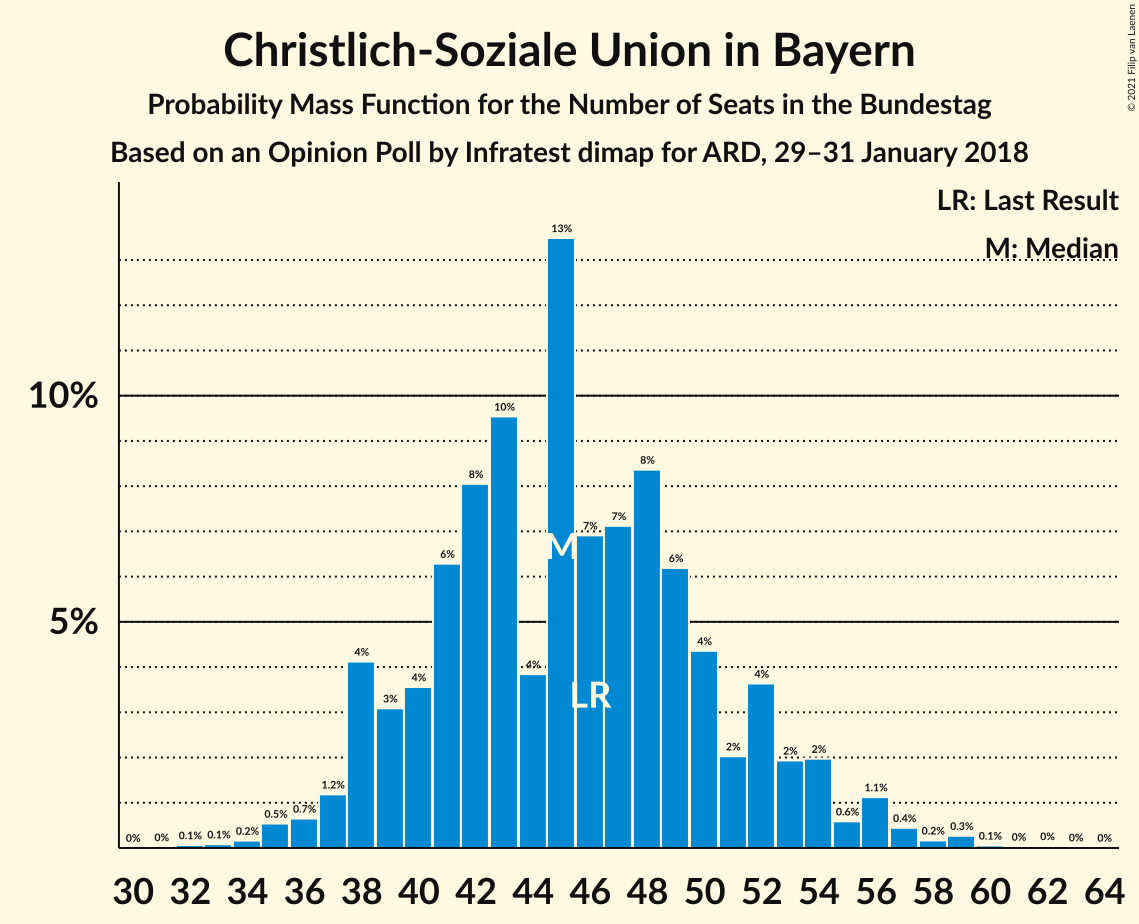 Christlich-Soziale Union in Bayern
Probability Mass Function for the Number of Seats in the Bundestag
Based on an Opinion Poll by Infratest dimap for ARD, 29–31 January 2018
© 2021 Filip van Laenen
LR: Last Result
M: Median
10%
5%
0% 0% 0.1% 0.1% 0.2% 0.5% 0.7% 1.2% 4% 3% 4% 6% 8% 10% 4% 13% 7% 7% 8% 6% 4% 2% 4% 2% 2% 0.6% 1.1% 0.4% 0.2% 0.3% 0.1% 0% 0% 0% 0%
M
LR
30 32 34 36 38 40 42 44 46 48 50 52 54 56 58 60 62 64